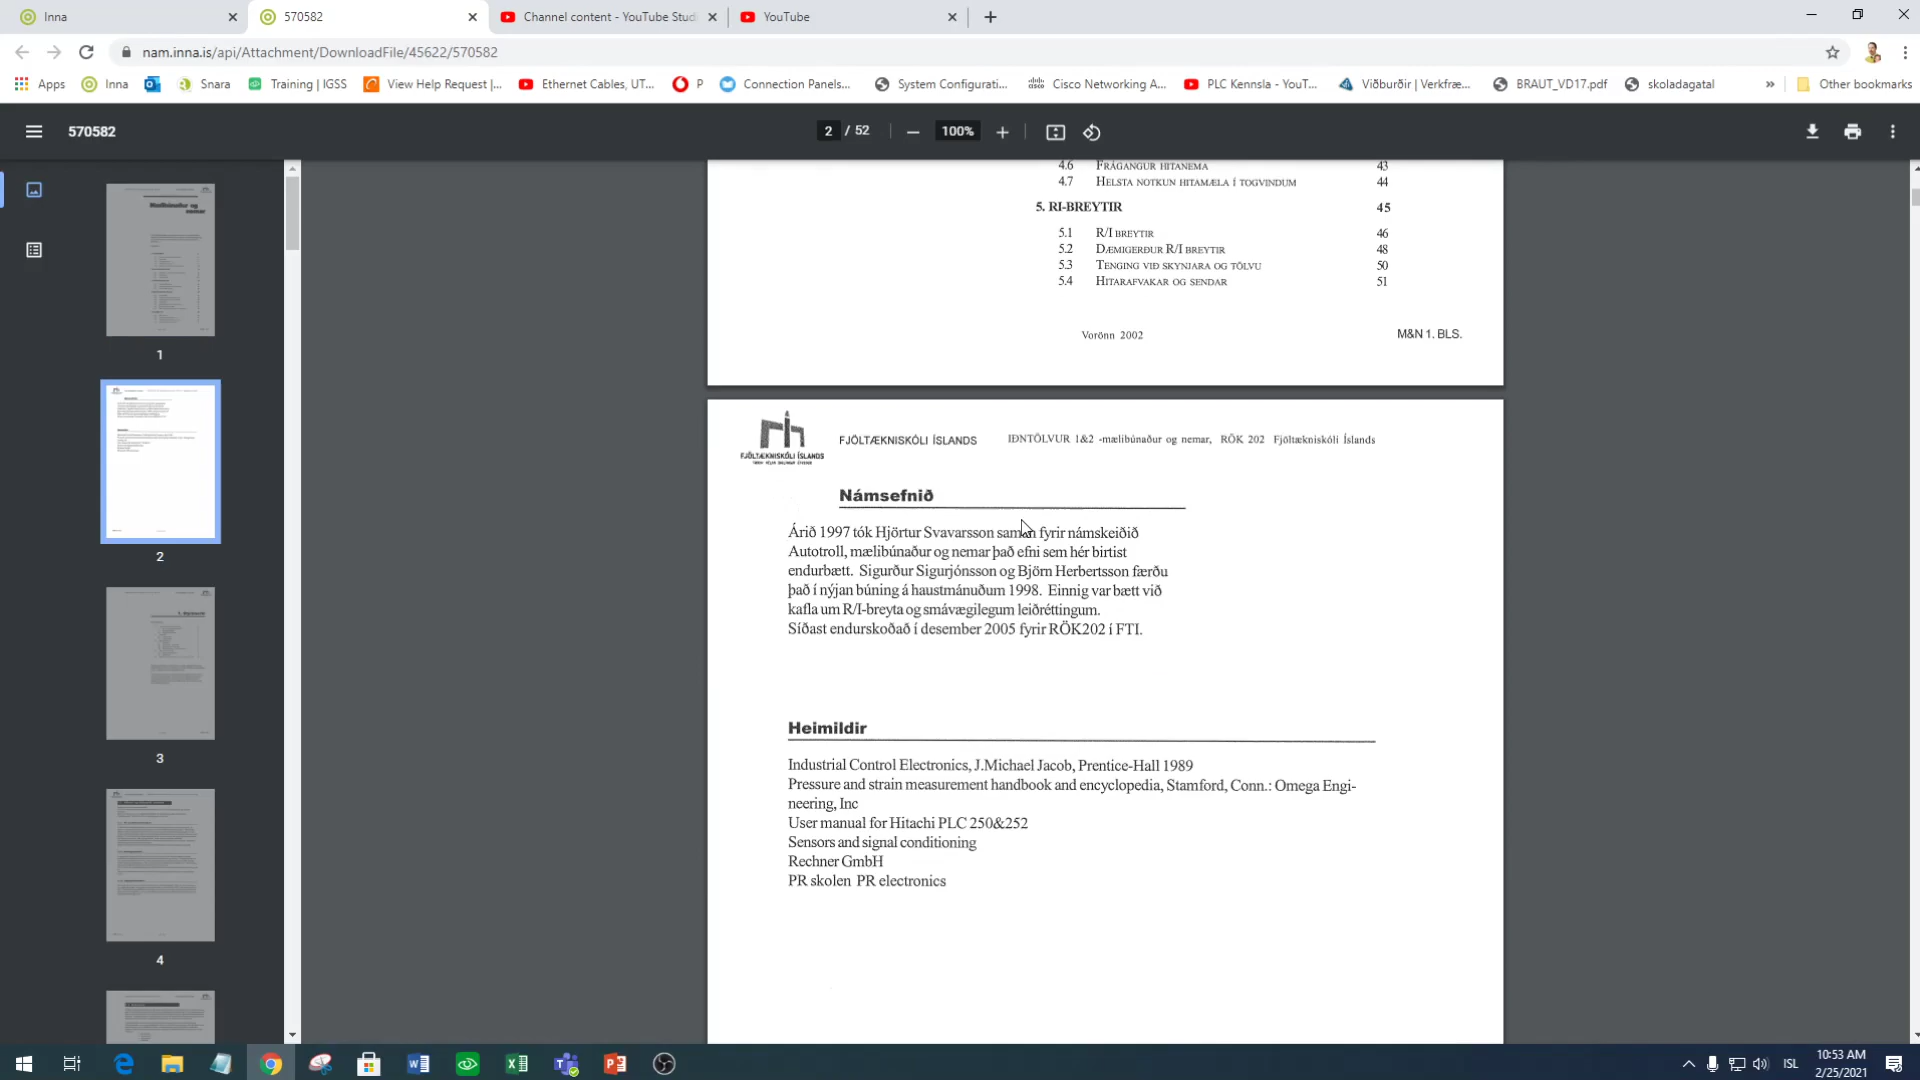 Inna
570582
Channel content - YouTube Stud
YouTube
nam.inna.is/api/Attachment/DownloadFile/45622/570582
Apps
Inna
Snara
Training | IGSS
View Help Request |...
Ethernet Cables, UT...
P
Connection Panels...
System Configurati...
Cisco Networking A...
PLC Kennsla - YouT...
Viðburðir | Verkfræ...
BRAUT_VD17.pdf
skoladagatal
»
Other bookmarks
570582
2 / 52
100%
4.6 FRÁGANGUR HITANEMA 43
4.7 HELSTA NOTKUN HITAMÆLA Í TOGVINDUM 44
5. RI-BREYTIR 45
5.1 R/I BREYTIR 46
5.2 DÆMIGERÐUR R/I BREYTIR 48
5.3 TENGING VIÐ SKYNJARA OG TÖLVU 50
5.4 HITARAFVAKAR OG SENDAR 51
Vorönn 2002
M&N 1. BLS.
FJÖLTÆKNISKÓLI ÍSLANDS
FJÖLTÆKNISKÓLI ÍSLANDS
IÐNTÖLVUR 1&2 -mælibúnaður og nemar, RÖK 202 Fjöltækniskóli Íslands
Námsefnið
Árið 1997 tók Hjörtur Svavarsson saman fyrir námskeiðið
Autotroll, mælibúnaður og nemar það efni sem hér birtist
endurbætt. Sigurður Sigurjónsson og Björn Herbertsson færðu
það í nýjan búning á haustmánuðum 1998. Einnig var bætt við
kafla um R/I-breyta og smávægilegum leiðréttingum.
Síðast endurskoðað í desember 2005 fyrir RÖK202 í FTI.
Heimildir
Industrial Control Electronics, J.Michael Jacob, Prentice-Hall 1989
Pressure and strain measurement handbook and encyclopedia, Stamford, Conn.: Omega Engi-
neering, Inc
User manual for Hitachi PLC 250&252
Sensors and signal conditioning
Rechner GmbH
PR skolen PR electronics
1
2
3
4
ISL
10:53 AM
2/25/2021